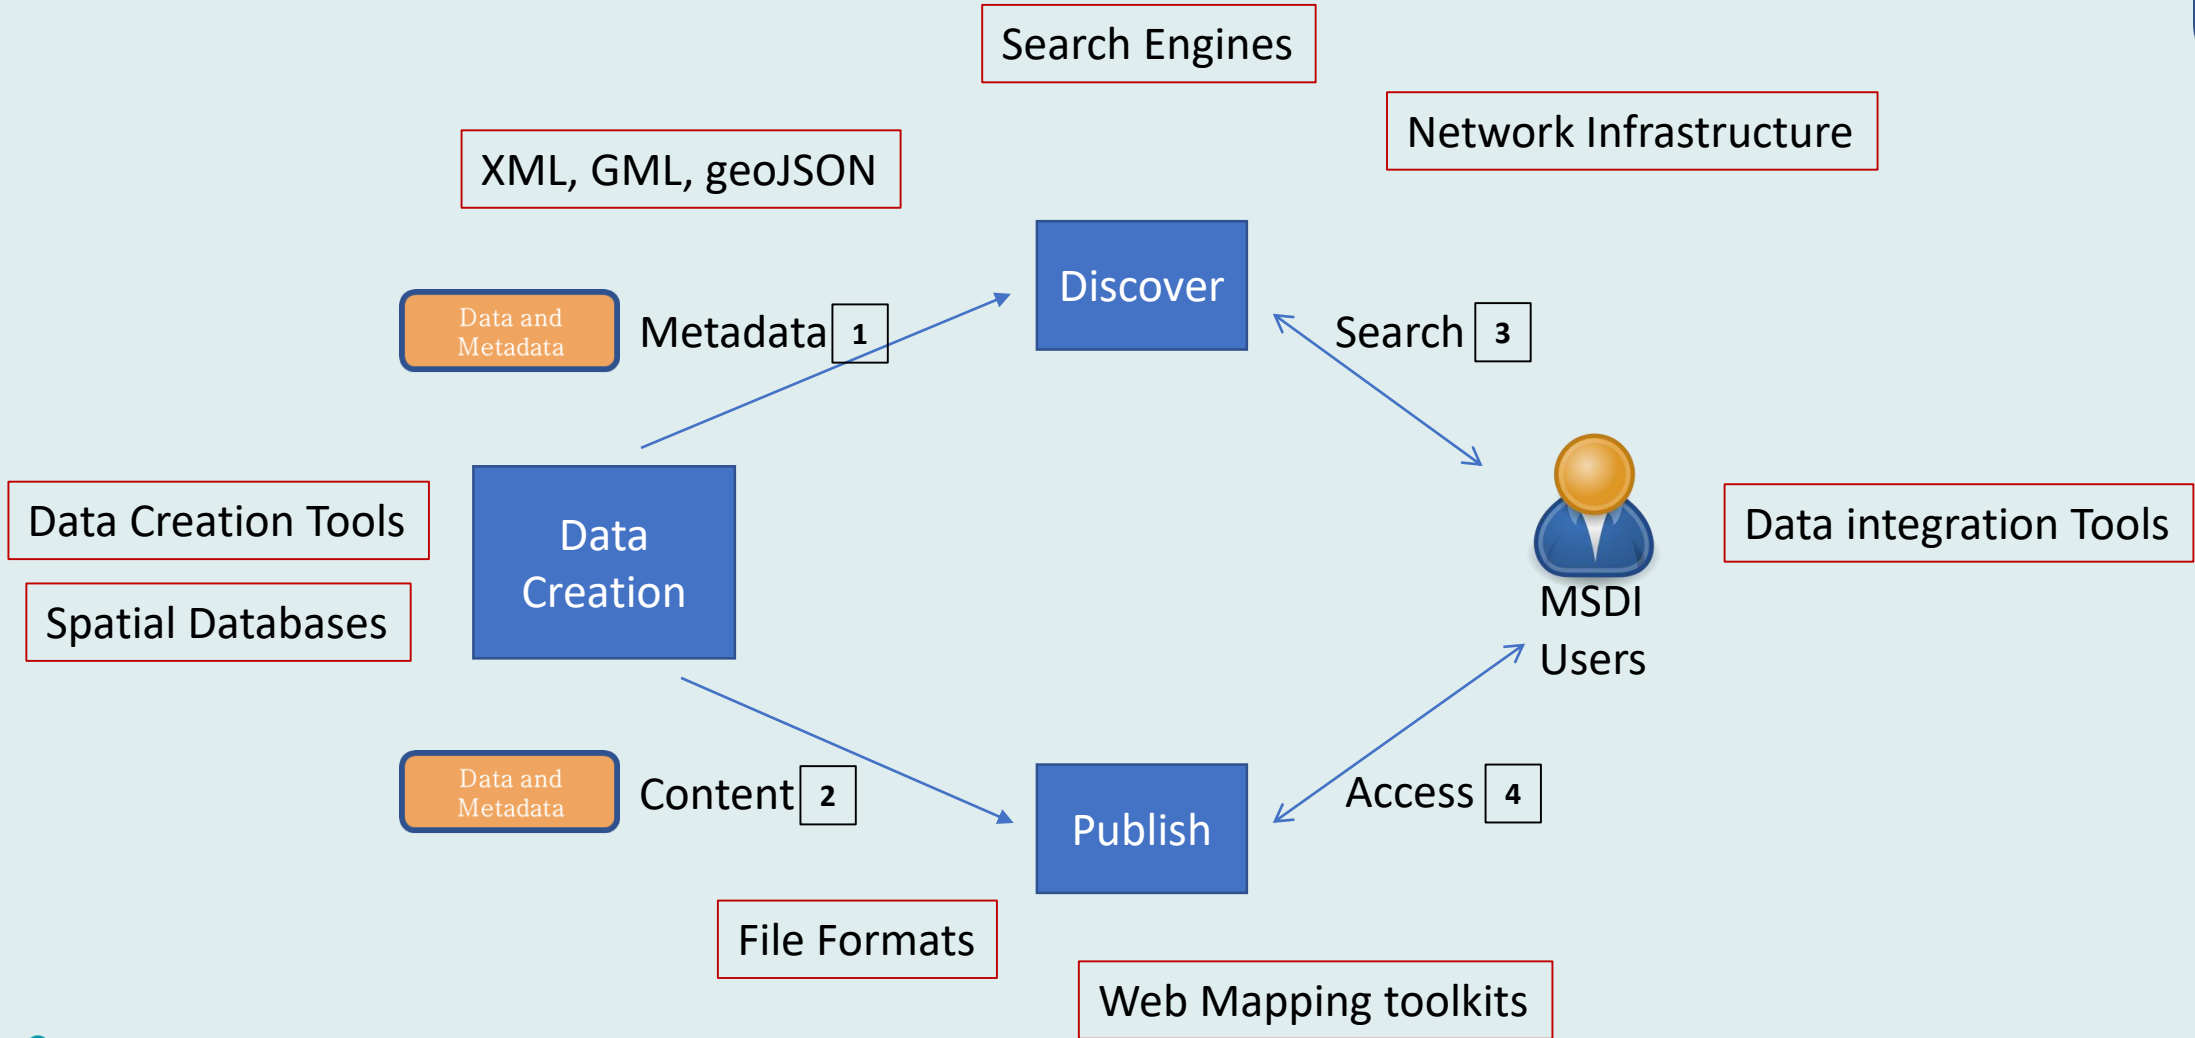 Search Engines
Network Infrastructure
XML, GML, geoJSON
Discover
Data and
Metadata
Metadata 1
Search 3
Data Creation Tools
Data
Creation
Data integration Tools
Spatial Databases
MSDI
Users
Data and
Metadata
Content 2
Access 4
Publish
File Formats
Web Mapping toolkits